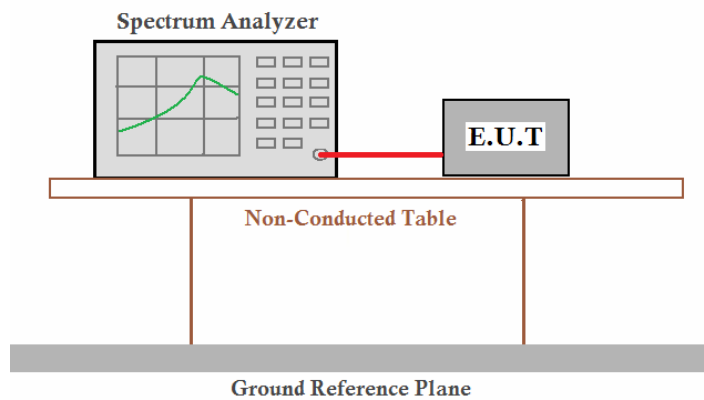 Spectrum Analyzer
E.U.T
Non-Conducted Table
Ground Reference Plane